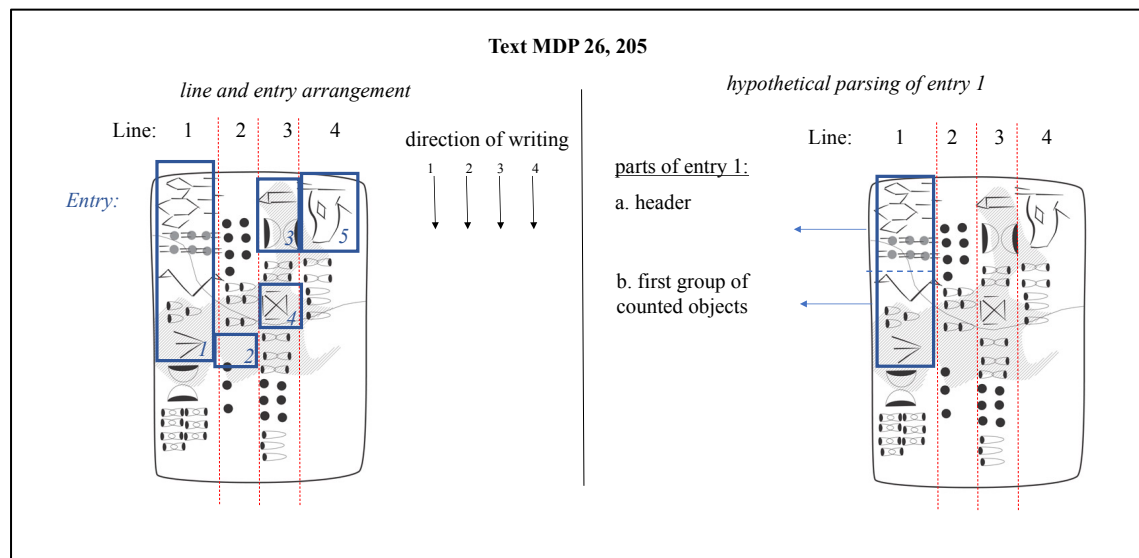 Text MDP 26, 205
line and entry arrangement
Line: 1 2 3 4
direction of writing
1 2 3 4
Entry:
1
2
3
4
5
hypothetical parsing of entry 1
Line: 1 2 3 4
parts of entry 1:
a. header
b. first group of
counted objects